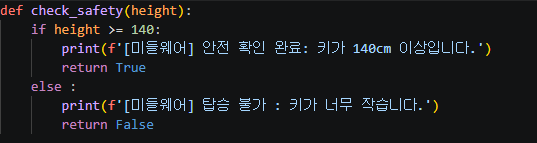 def check_safety(height):
    if height >= 140:
        print(f'[미들웨어] 안전 확인 완료: 키가 140cm 이상입니다.')
        return True
    else :
        print(f'[미들웨어] 탑승 불가 : 키가 너무 작습니다.')
        return False